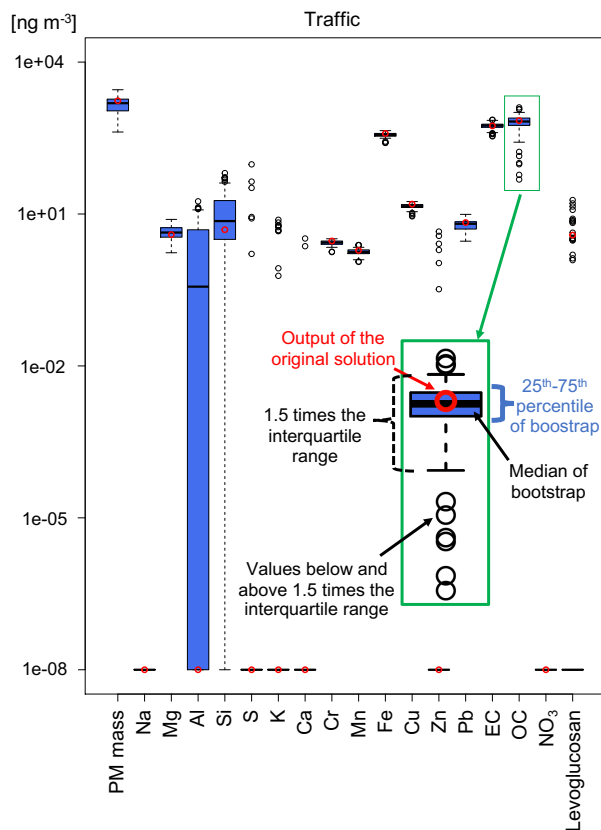 [ng m⁻³]
Traffic
1e+04
1e+01
1e-02
1e-05
1e-08
Output of the
original solution
1.5 times the
interquartile
range
25ᵗʰ-75ᵗʰ
percentile
of boostrap
Median of
bootstrap
Values below and
above 1.5 times the
interquartile range
PM mass
Na
Mg
Al
Si
S
K
Ca
Cr
Mn
Fe
Cu
Zn
Pb
EC
OC
NO₃
Levoglucosan